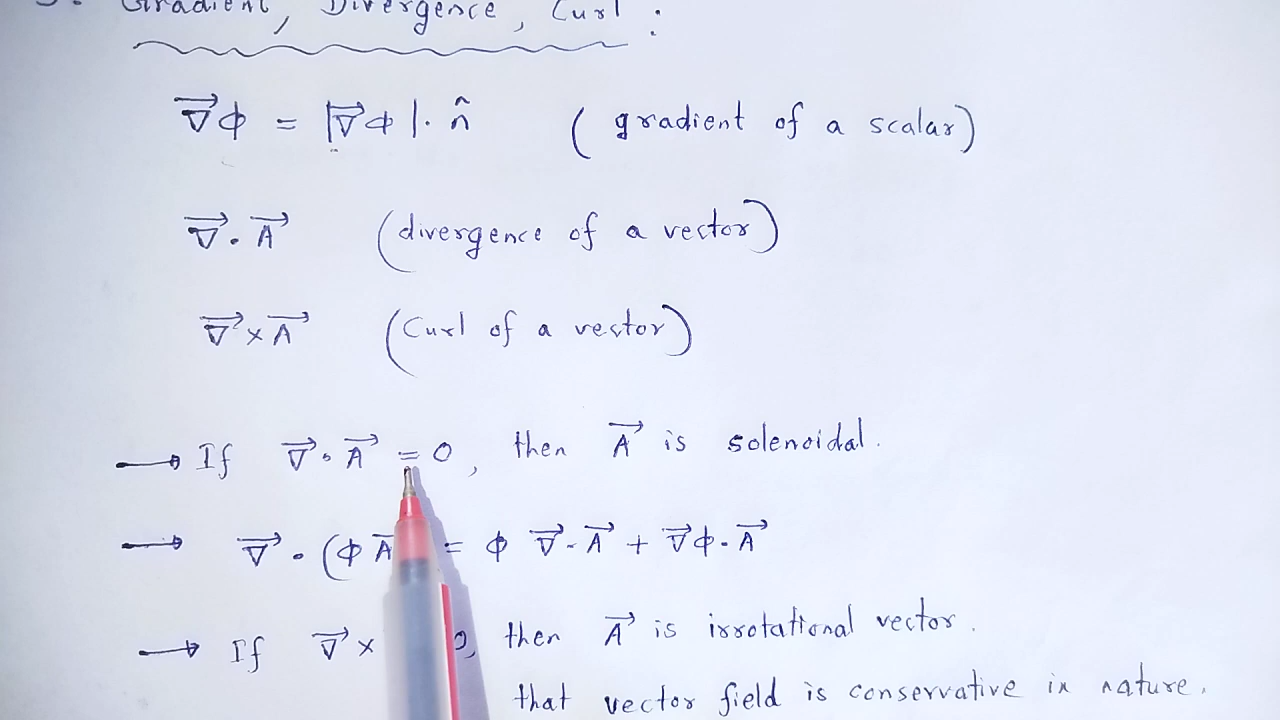 Gradient, Divergence, Curl :
∇⃗ϕ = |∇⃗ϕ|· n̂ (gradient of a scalar)
∇⃗ · A⃗ (divergence of a vector)
∇⃗ × A⃗ (Curl of a vector)
→ If ∇⃗ · A⃗ = 0, then A⃗ is solenoidal.
→ ∇⃗ · (ϕ A⃗ = ϕ ∇⃗ · A⃗ + ∇⃗ϕ · A⃗
→ If ∇⃗ × 0, then A⃗ is irrotational vector.
that vector field is conservative in nature.